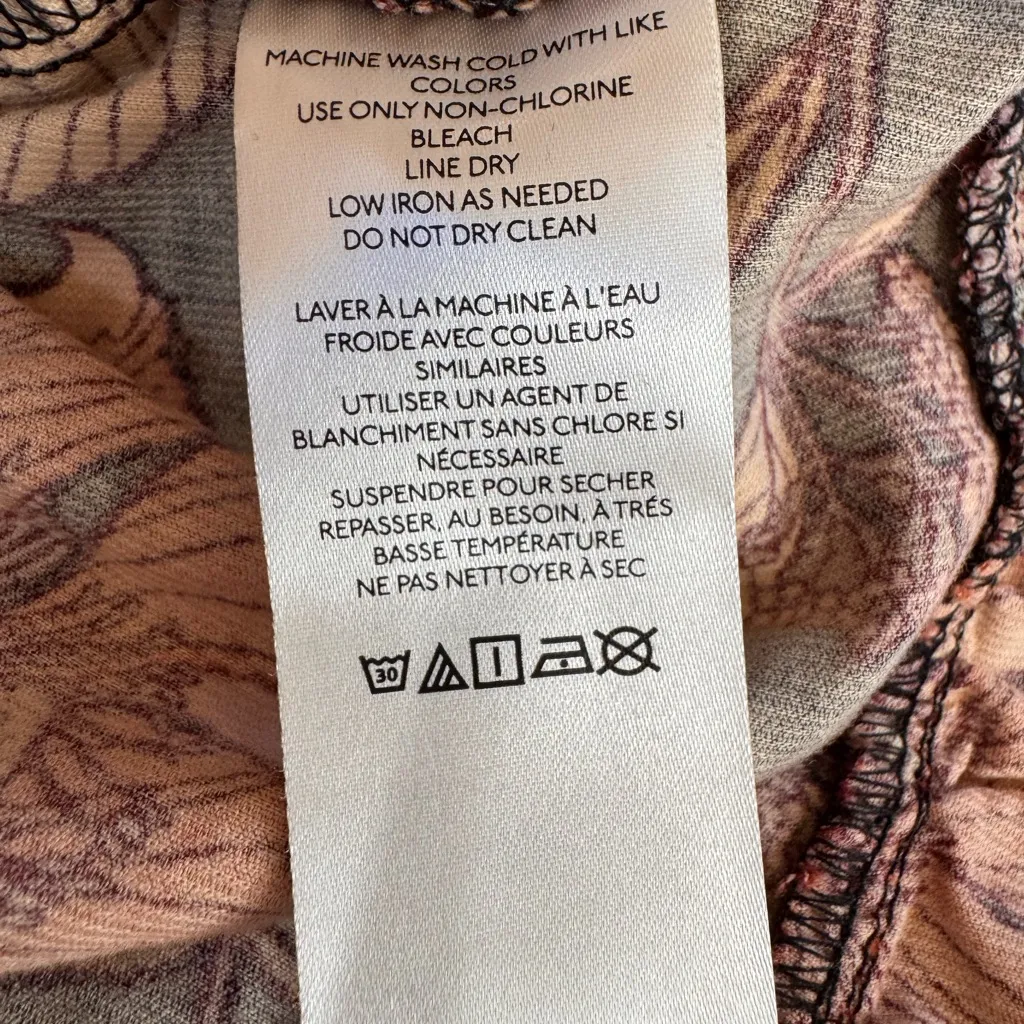 MACHINE WASH COLD WITH LIKE
COLORS
USE ONLY NON-CHLORINE
BLEACH
LINE DRY
LOW IRON AS NEEDED
DO NOT DRY CLEAN
LAVER À LA MACHINE À L'EAU
FROIDE AVEC COULEURS
SIMILAIRES
UTILISER UN AGENT DE
BLANCHIMENT SANS CHLORE SI
NÉCESSAIRE
SUSPENDRE POUR SECHER
REPASSER, AU BESOIN, À TRÉS
BASSE TEMPÉRATURE
NE PAS NETTOYER À SEC
30